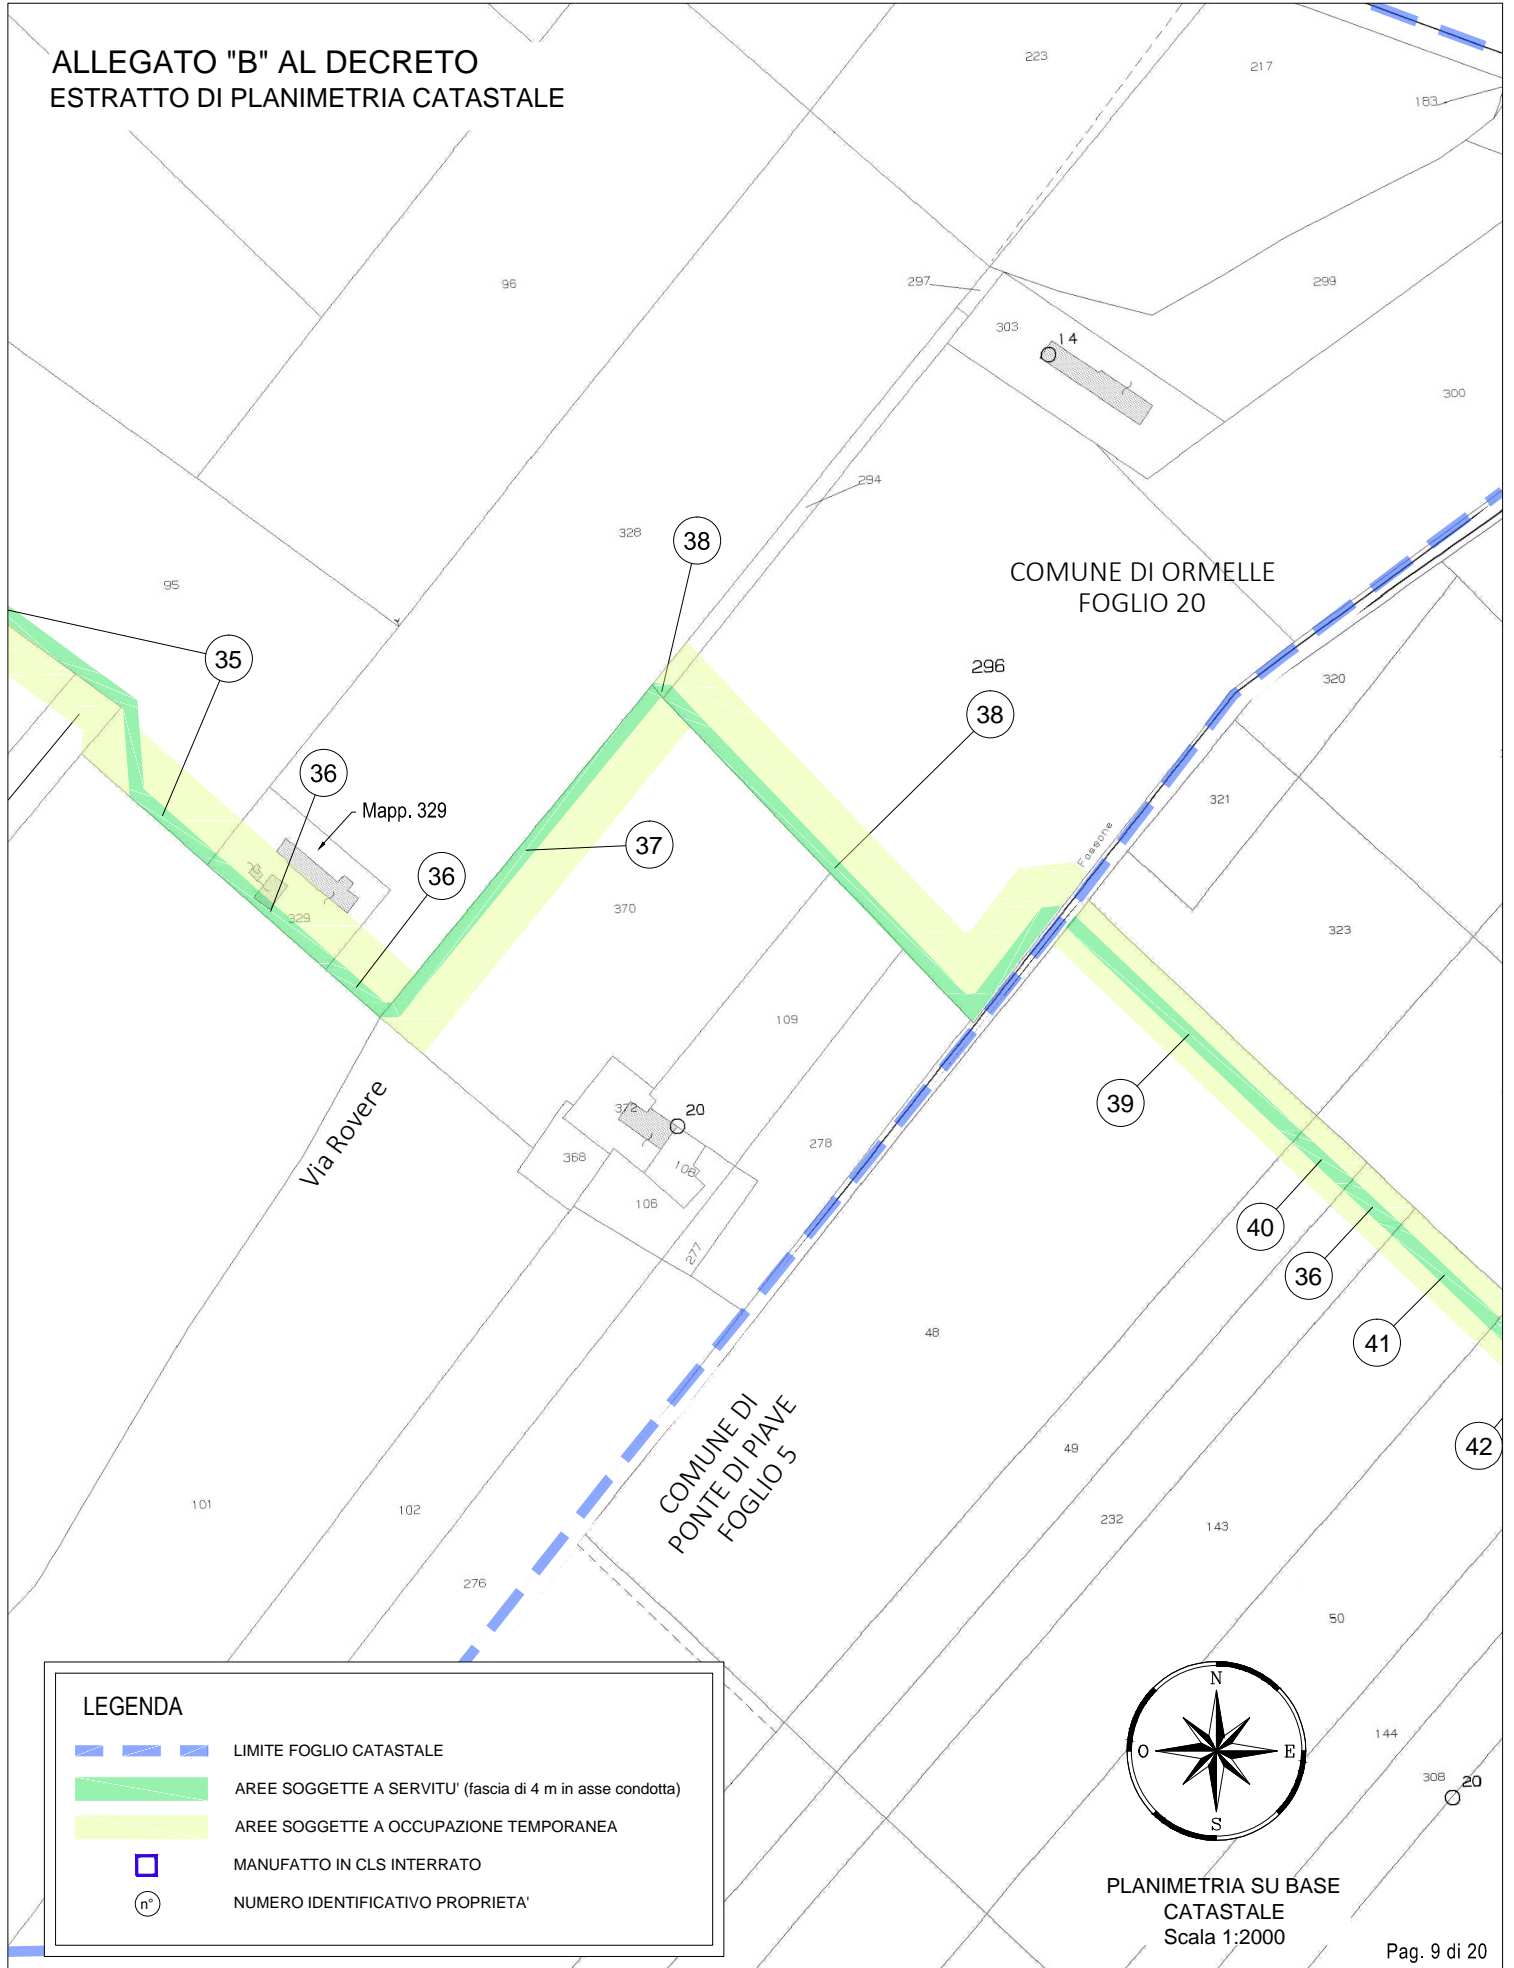 ALLEGATO "B" AL DECRETO
ESTRATTO DI PLANIMETRIA CATASTALE
223
217
183
96
297
299
303
14
300
294
328
38
COMUNE DI ORMELLE
FOGLIO 20
95
35
296
320
38
36
Mapp. 329
321
37
Fossone
36
370
329
323
109
39
Via Rovere
372
20
278
368
108
106
40
277
36
48
41
COMUNE DI
PONTE DI PIAVE
FOGLIO 5
42
49
101
102
232
143
276
50
LEGENDA
LIMITE FOGLIO CATASTALE
AREE SOGGETTE A SERVITU' (fascia di 4 m in asse condotta)
AREE SOGGETTE A OCCUPAZIONE TEMPORANEA
MANUFATTO IN CLS INTERRATO
n°
NUMERO IDENTIFICATIVO PROPRIETA'
N
O
E
S
144
308
20
PLANIMETRIA SU BASE
CATASTALE
Scala 1:2000
Pag. 9 di 20